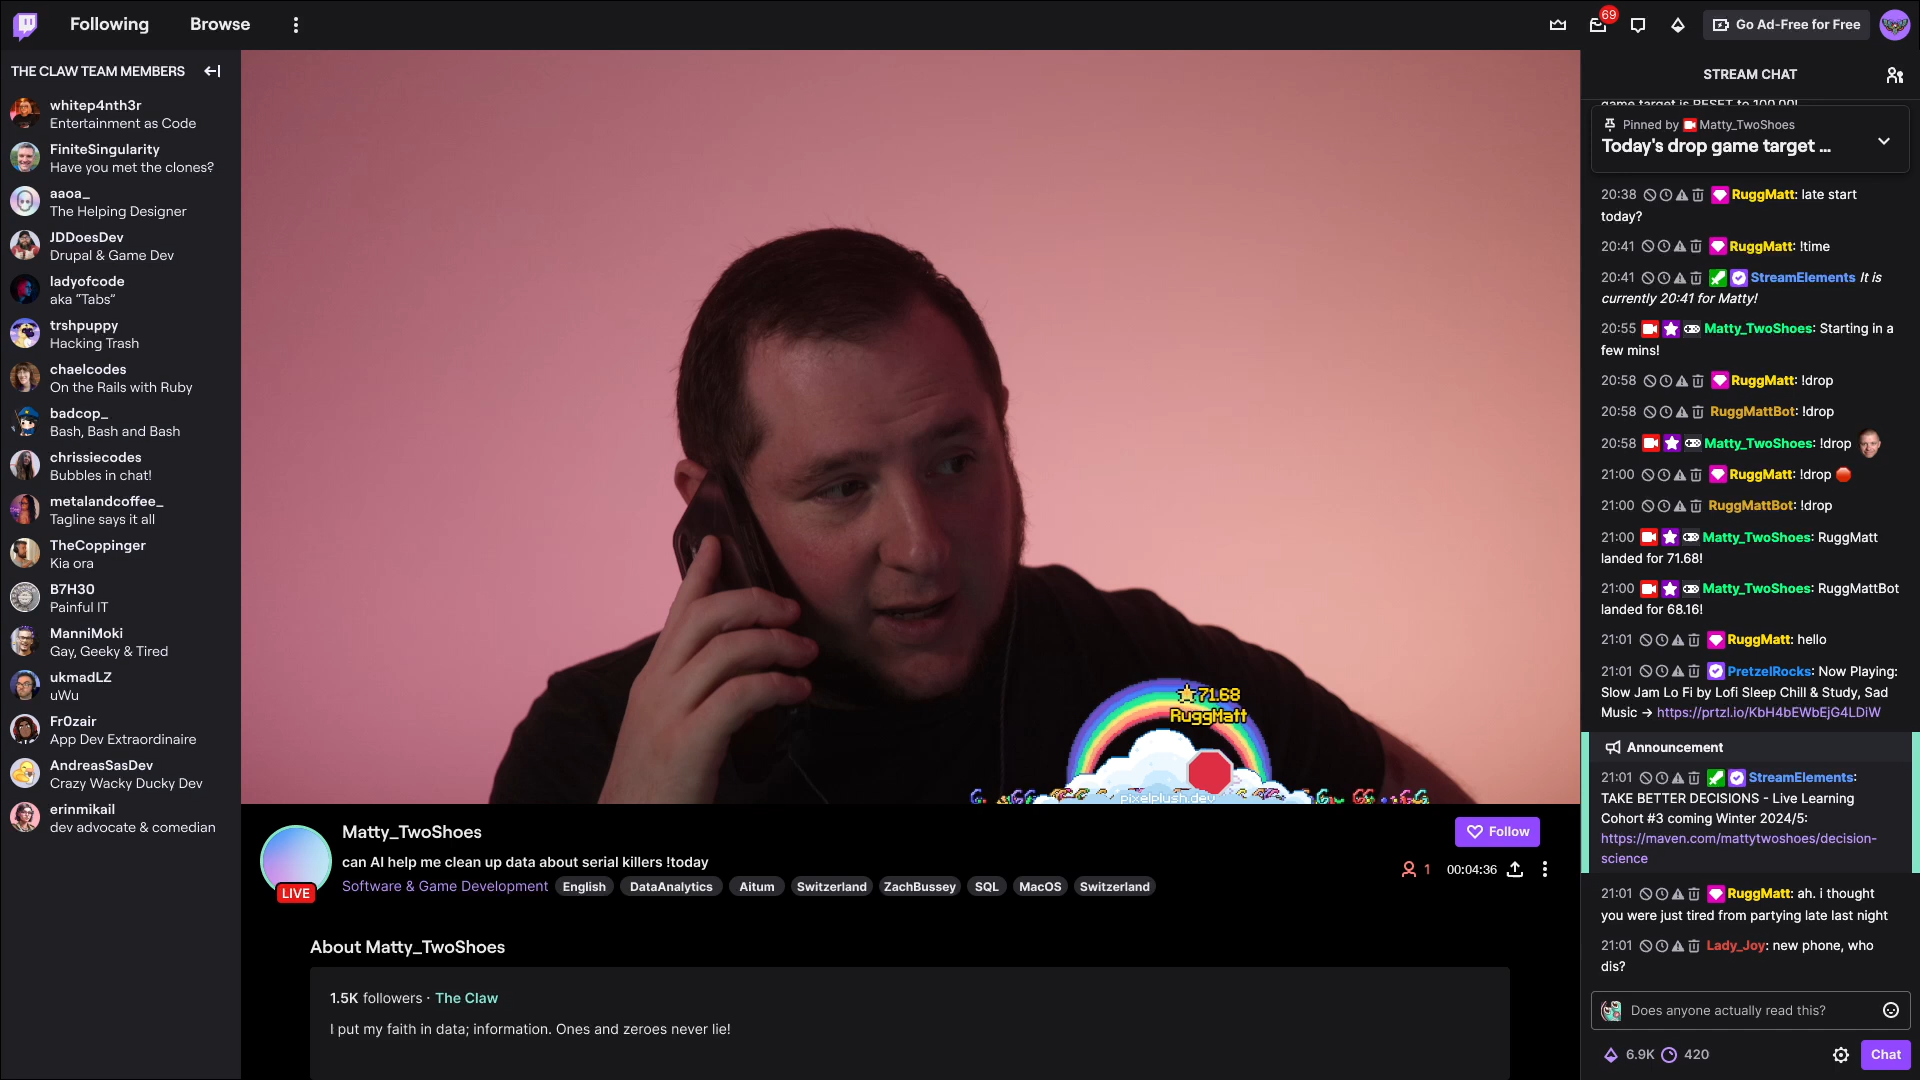 Following
Browse
69
Go Ad-Free for Free
THE CLAW TEAM MEMBERS
whitep4nth3r
Entertainment as Code
FiniteSingularity
Have you met the clones?
aaoa_
The Helping Designer
JDDoesDev
Drupal & Game Dev
ladyofcode
aka “Tabs”
trshpuppy
Hacking Trash
chaelcodes
On the Rails with Ruby
badcop_
Bash, Bash and Bash
chrissiecodes
Bubbles in chat!
metalandcoffee_
Tagline says it all
TheCoppinger
Kia ora
B7H30
Painful IT
ManniMoki
Gay, Geeky & Tired
ukmadLZ
uWu
Fr0zair
App Dev Extraordinaire
AndreasSasDev
Crazy Wacky Ducky Dev
erinmikail
dev advocate & comedian
71.68
RuggMatt
pixelplush.dev
Matty_TwoShoes
Follow
can AI help me clean up data about serial killers !today
1
00:04:36
LIVE
Software & Game Development English DataAnalytics Aitum Switzerland ZachBussey SQL MacOS Switzerland
About Matty_TwoShoes
1.5K followers · The Claw
I put my faith in data; information. Ones and zeroes never lie!
STREAM CHAT
game target is RESET to 100.00!
Pinned by Matty_TwoShoes
Today's drop game target ...
20:38 RuggMatt: late start
today?
20:41 RuggMatt: !time
20:41 StreamElements It is
currently 20:41 for Matty!
20:55 Matty_TwoShoes: Starting in a
few mins!
20:58 RuggMatt: !drop
20:58 RuggMattBot: !drop
20:58 Matty_TwoShoes: !drop
21:00 RuggMatt: !drop
21:00 RuggMattBot: !drop
21:00 Matty_TwoShoes: RuggMatt
landed for 71.68!
21:00 Matty_TwoShoes: RuggMattBot
landed for 68.16!
21:01 RuggMatt: hello
21:01 PretzelRocks: Now Playing:
Slow Jam Lo Fi by Lofi Sleep Chill & Study, Sad
Music → https://prtzl.io/KbH4bEWbEjG4LDiW
Announcement
21:01 StreamElements:
TAKE BETTER DECISIONS - Live Learning
Cohort #3 coming Winter 2024/5:
https://maven.com/mattytwoshoes/decision-
science
21:01 RuggMatt: ah. i thought
you were just tired from partying late last night
21:01 Lady_Joy: new phone, who
dis?
Does anyone actually read this?
6.9K 420
Chat